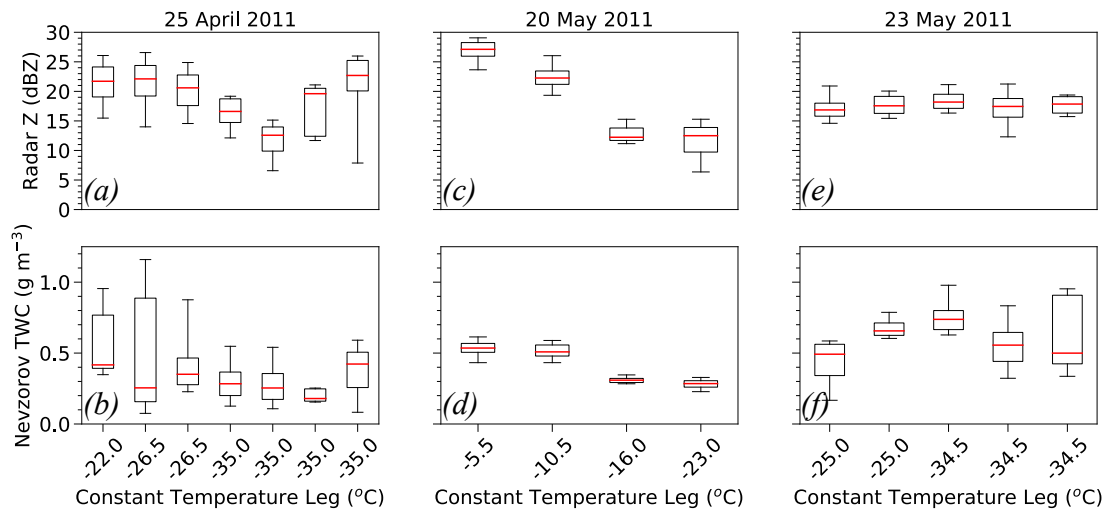 25 April 2011
20 May 2011
23 May 2011
Radar Z (dBZ)
30
25
20
15
10
5
0
(a)
(c)
(e)
Nevzorov TWC (g m⁻³)
1.0
0.5
0.0
(b)
(d)
(f)
-22.0
-26.5
-26.5
-35.0
-35.0
-35.0
-35.0
-5.5
-10.5
-16.0
-23.0
-25.0
-25.0
-34.5
-34.5
-34.5
Constant Temperature Leg (°C)
Constant Temperature Leg (°C)
Constant Temperature Leg (°C)